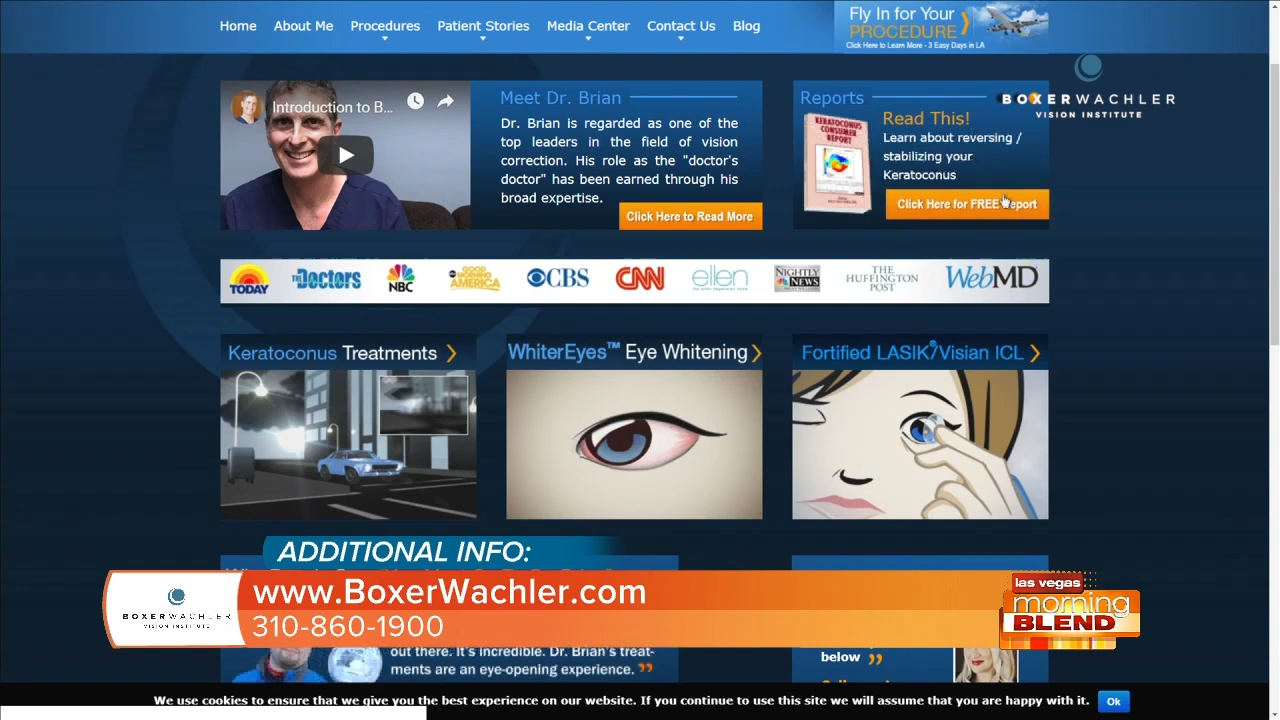 Home About Me Procedures Patient Stories Media Center Contact Us Blog
Fly In for Your
PROCEDURE
Click Here to Learn More - 3 Easy Days in LA
BOXERWACHLER
VISION INSTITUTE
Introduction to B...
Meet Dr. Brian
Dr. Brian is regarded as one of the
top leaders in the field of vision
correction. His role as the "doctor's
doctor" has been earned through his
broad expertise.
Click Here to Read More
Reports
KERATOCONUS
CONSUMER
REPORT
Read This!
Learn about reversing /
stabilizing your
Keratoconus
Click Here for FREE Report
TODAY
THE Doctors
NBC
abc GOOD MORNING AMERICA
CBS
CNN
ellen
NIGHTLY NEWS
THE HUFFINGTON POST
WebMD
Keratoconus Treatments
WhiterEyes™ Eye Whitening
Fortified LASIK®/Visian ICL
ADDITIONAL INFO:
BOXERWACHLER
VISION INSTITUTE
www.BoxerWachler.com
310-860-1900
las vegas
morning
BLEND
out there. It's incredible. Dr. Brian's treat-
ments are an eye-opening experience. ”
below ”
We use cookies to ensure that we give you the best experience on our website. If you continue to use this site we will assume that you are happy with it. Ok